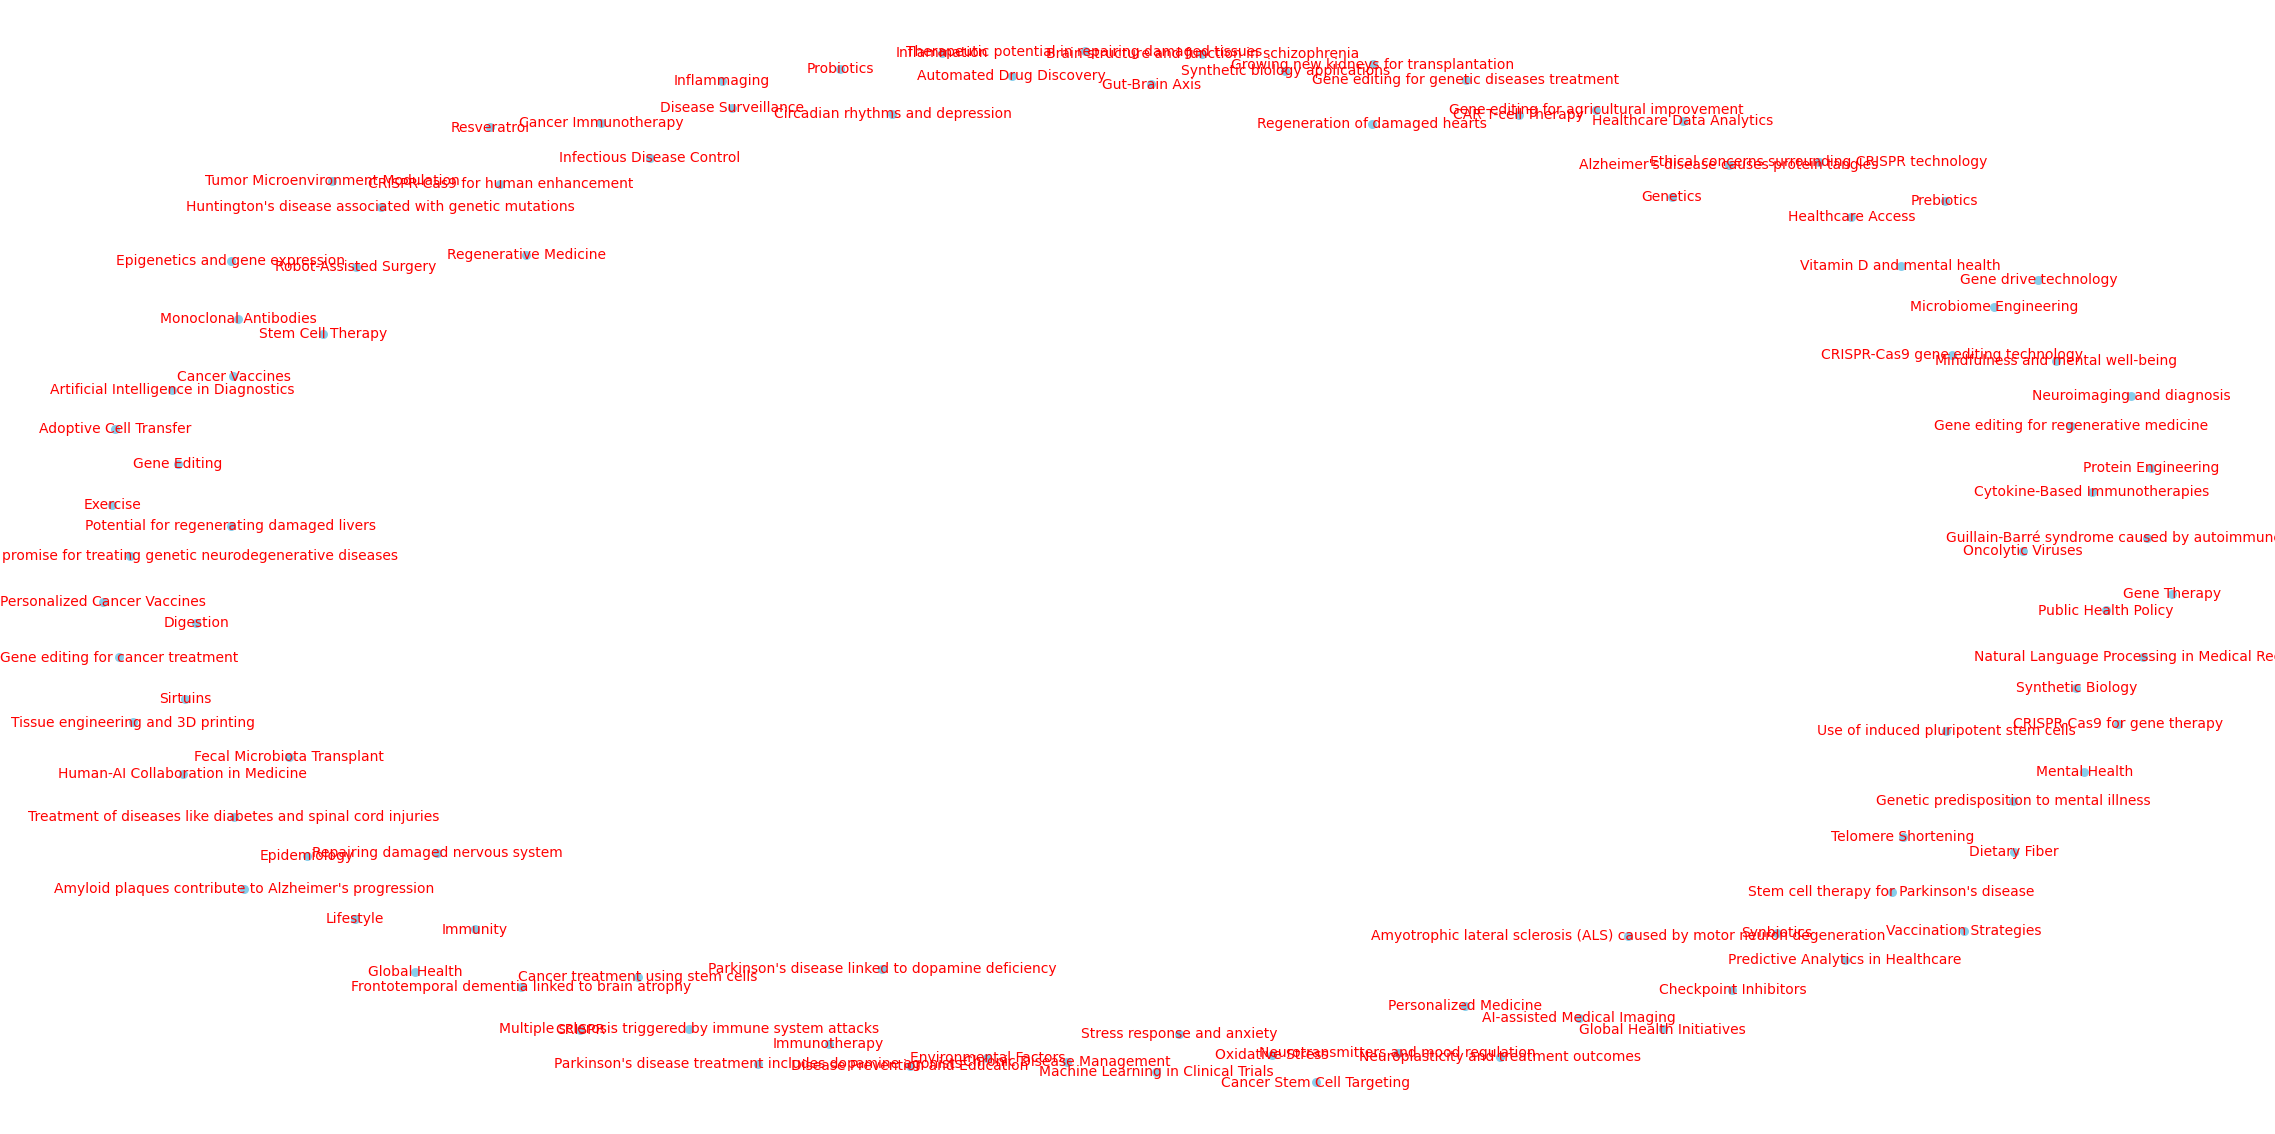 Therapeutic potential in repairing damaged tissues
Inflammation
Brain structure and function in schizophrenia
Growing new kidneys for transplantation
Probiotics
Synthetic biology applications
Automated Drug Discovery
Inflammaging
Gene editing for genetic diseases treatment
Gut-Brain Axis
Disease Surveillance
Gene editing for agricultural improvement
Circadian rhythms and depression
CAR T-cell Therapy
Healthcare Data Analytics
Cancer Immunotherapy
Regeneration of damaged hearts
Resveratrol
Infectious Disease Control
Ethical concerns surrounding CRISPR technology
Alzheimer's disease causes protein tangles
Tumor Microenvironment Modulation
CRISPR-Cas9 for human enhancement
Genetics
Prebiotics
Huntington's disease associated with genetic mutations
Healthcare Access
Regenerative Medicine
Epigenetics and gene expression
Robot-Assisted Surgery
Vitamin D and mental health
Gene drive technology
Microbiome Engineering
Monoclonal Antibodies
Stem Cell Therapy
CRISPR-Cas9 gene editing technology
Mindfulness and mental well-being
Cancer Vaccines
Artificial Intelligence in Diagnostics
Neuroimaging and diagnosis
Gene editing for regenerative medicine
Adoptive Cell Transfer
Gene Editing
Protein Engineering
Cytokine-Based Immunotherapies
Exercise
Potential for regenerating damaged livers
Guillain-Barré syndrome caused by autoimmun
Oncolytic Viruses
promise for treating genetic neurodegenerative diseases
Gene Therapy
Personalized Cancer Vaccines
Public Health Policy
Digestion
Gene editing for cancer treatment
Natural Language Processing in Medical Re
Synthetic Biology
Sirtuins
Tissue engineering and 3D printing
CRISPR-Cas9 for gene therapy
Use of induced pluripotent stem cells
Fecal Microbiota Transplant
Human-AI Collaboration in Medicine
Mental Health
Genetic predisposition to mental illness
Treatment of diseases like diabetes and spinal cord injuries
Telomere Shortening
Epidemiology
Repairing damaged nervous system
Dietary Fiber
Amyloid plaques contribute to Alzheimer's progression
Stem cell therapy for Parkinson's disease
Lifestyle
Immunity
Amyotrophic lateral sclerosis (ALS) caused by motor neuron degeneration
Synbiotics
Vaccination Strategies
Predictive Analytics in Healthcare
Parkinson's disease linked to dopamine deficiency
Global Health
Cancer treatment using stem cells
Frontotemporal dementia linked to brain atrophy
Checkpoint Inhibitors
Personalized Medicine
AI-assisted Medical Imaging
Multiple sclerosis triggered by immune system attacks
CRISPR
Global Health Initiatives
Stress response and anxiety
Immunotherapy
Neurotransmitters and mood regulation
Oxidative Stress
Neuroplasticity and treatment outcomes
Environmental Factors
Chronic Disease Management
Parkinson's disease treatment includes dopamine agonists
Disease Prevention and Education
Machine Learning in Clinical Trials
Cancer Stem Cell Targeting